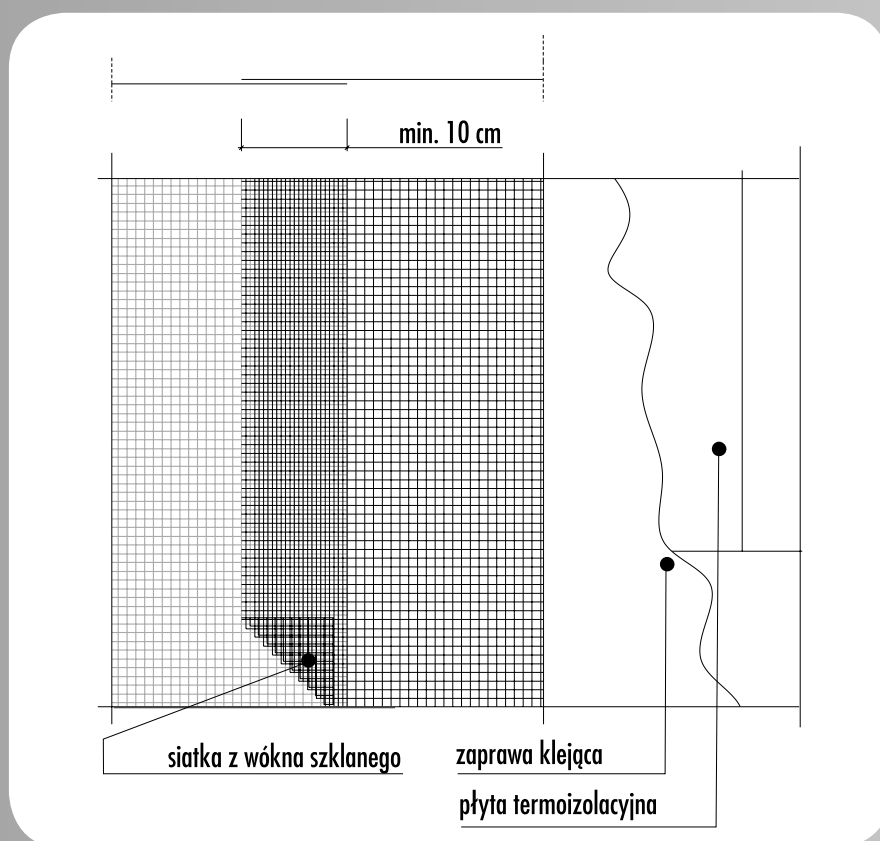 min. 10 cm
siatka z wókna szklanego
zaprawa klejąca
płyta termoizolacyjna